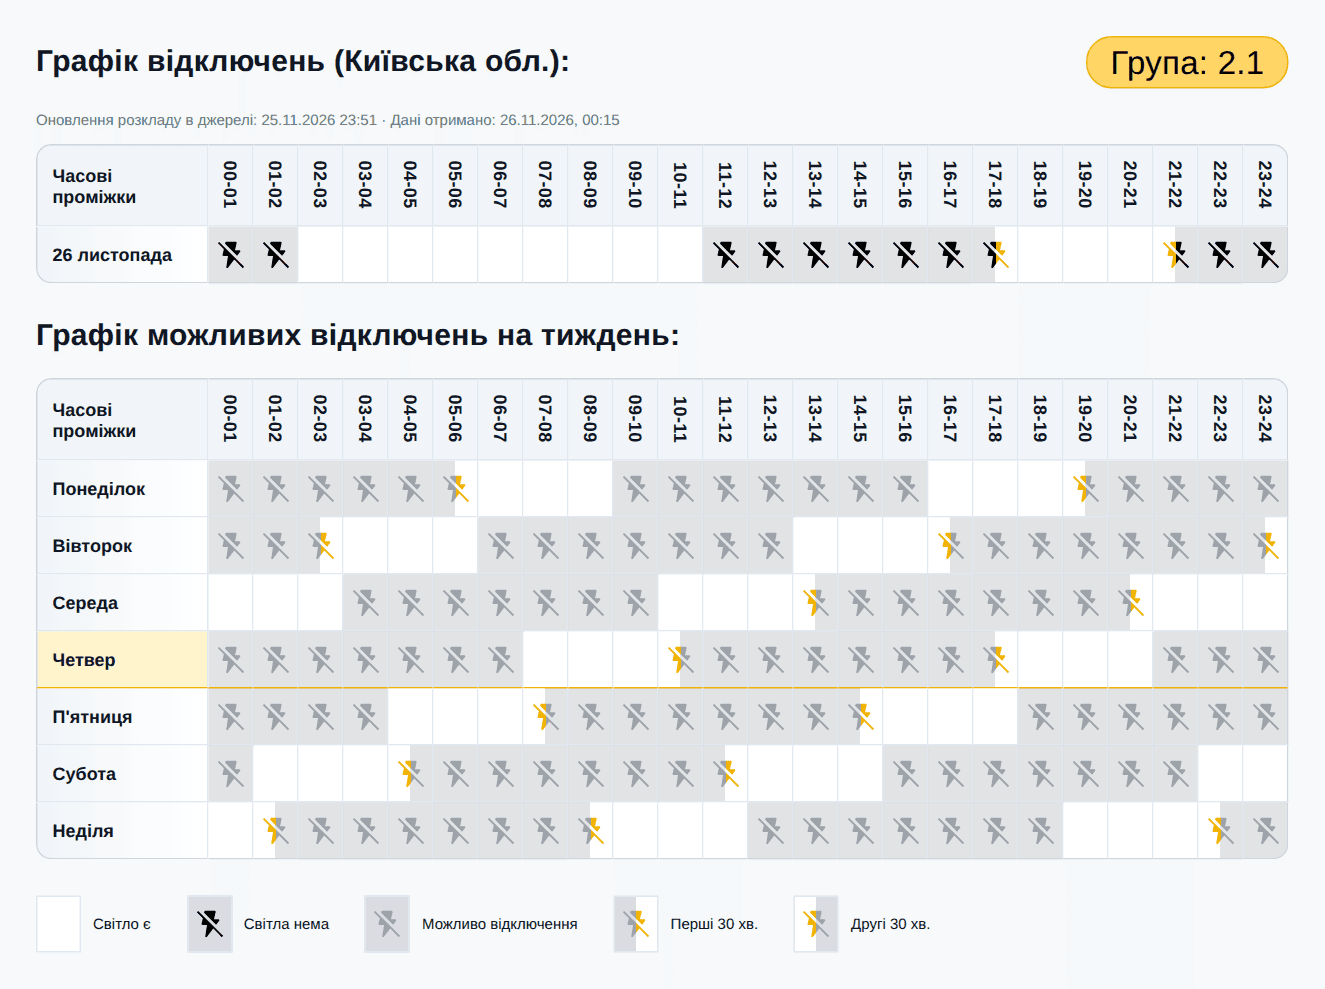 Графік відключень (Київська обл.):
Група: 2.1
Оновлення розкладу в джерелі: 25.11.2026 23:51 · Дані отримано: 26.11.2026, 00:15
Часові проміжки 00-01 01-02 02-03 03-04 04-05 05-06 06-07 07-08 08-09 09-10 10-11 11-12 12-13 13-14 14-15 15-16 16-17 17-18 18-19 19-20 20-21 21-22 22-23 23-24
26 листопада
Графік можливих відключень на тиждень:
Часові проміжки 00-01 01-02 02-03 03-04 04-05 05-06 06-07 07-08 08-09 09-10 10-11 11-12 12-13 13-14 14-15 15-16 16-17 17-18 18-19 19-20 20-21 21-22 22-23 23-24
Понеділок
Вівторок
Середа
Четвер
П'ятниця
Субота
Неділя
Світло є
Світла нема
Можливо відключення
Перші 30 хв.
Другі 30 хв.